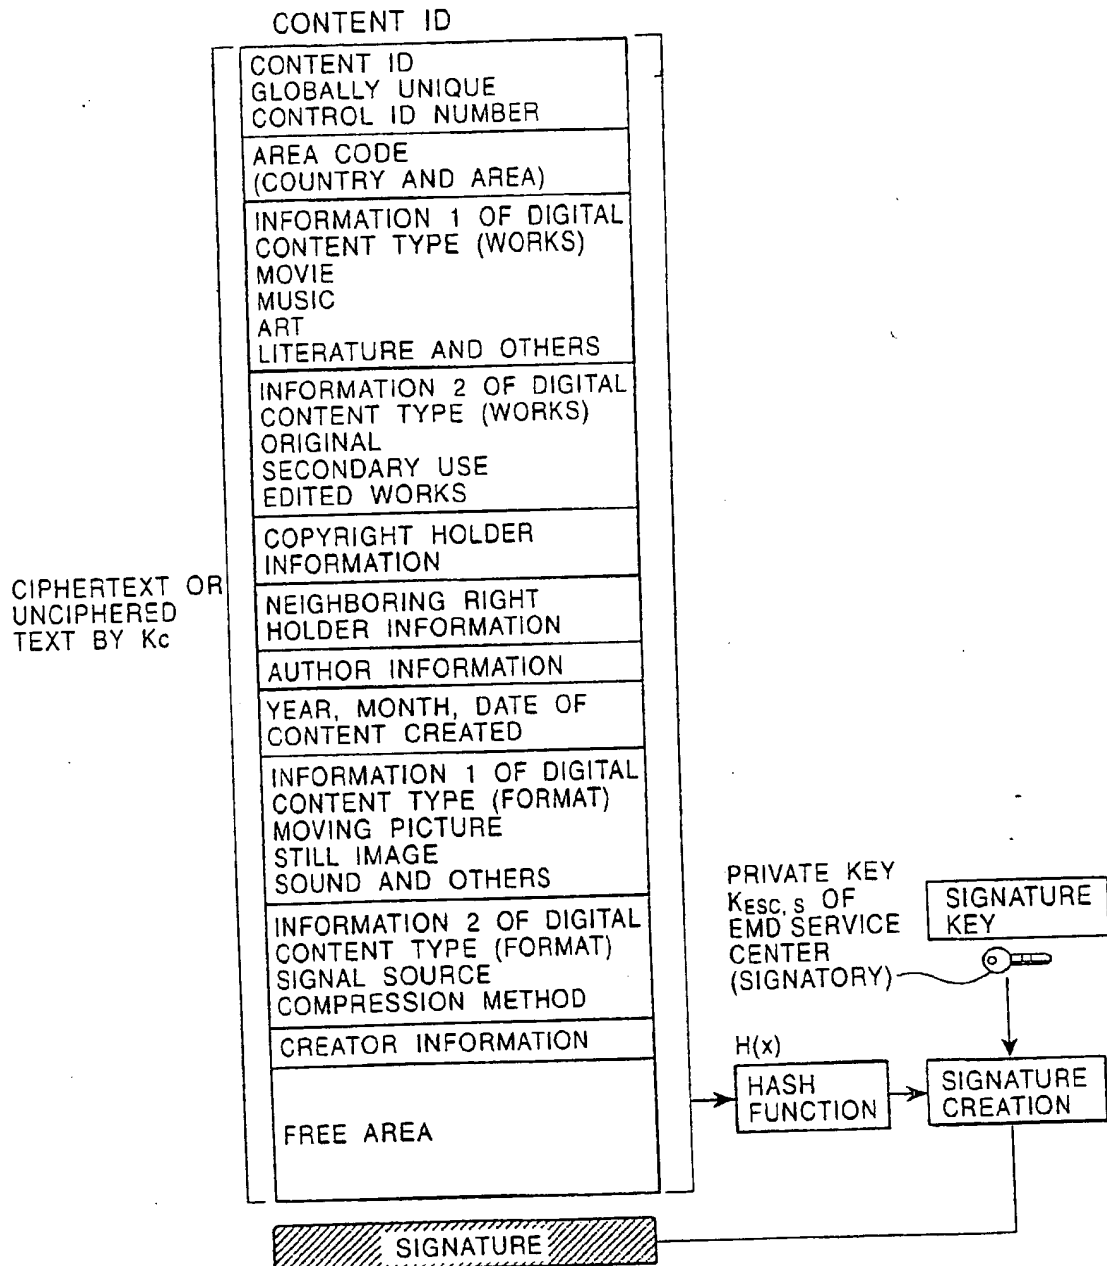 CONTENT ID
CONTENT ID
GLOBALLY UNIQUE
CONTROL ID NUMBER
AREA CODE
(COUNTRY AND AREA)
INFORMATION 1 OF DIGITAL
CONTENT TYPE (WORKS)
MOVIE
MUSIC
ART
LITERATURE AND OTHERS
INFORMATION 2 OF DIGITAL
CONTENT TYPE (WORKS)
ORIGINAL
SECONDARY USE
EDITED WORKS
COPYRIGHT HOLDER
INFORMATION
NEIGHBORING RIGHT
HOLDER INFORMATION
AUTHOR INFORMATION
YEAR, MONTH, DATE OF
CONTENT CREATED
INFORMATION 1 OF DIGITAL
CONTENT TYPE (FORMAT)
MOVING PICTURE
STILL IMAGE
SOUND AND OTHERS
INFORMATION 2 OF DIGITAL
CONTENT TYPE (FORMAT)
SIGNAL SOURCE
COMPRESSION METHOD
CREATOR INFORMATION
FREE AREA
SIGNATURE
CIPHERTEXT OR
UNCIPHERED
TEXT BY Kc
PRIVATE KEY
KESC, S OF
EMD SERVICE
CENTER
(SIGNATORY)
SIGNATURE
KEY
H(x)
HASH
FUNCTION
SIGNATURE
CREATION